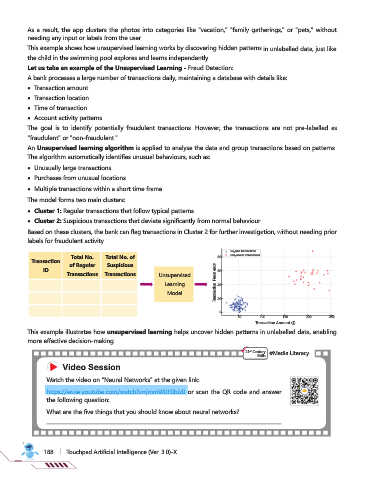 As a result, the app clusters the photos into categories like "vacation," "family gatherings," or "pets," without
needing any input or labels from the user
This example shows how unsupervised learning works by discovering hidden patterns in unlabelled data, just like
the child in the swimming pool explores and learns independently
Let us take an example of the Unsupervised Learning - Fraud Detection:
A bank processes a large number of transactions daily, maintaining a database with details like:
• Transaction amount
• Transaction location
• Time of transaction
• Account activity patterns
The goal is to identify potentially fraudulent transactions However, the transactions are not pre-labelled as
"fraudulent" or "non-fraudulent"
An Unsupervised learning algorithm is applied to analyse the data and group transactions based on patterns
The algorithm automatically identifies unusual behaviours, such as:
• Unusually large transactions
• Purchases from unusual locations
• Multiple transactions within a short time frame
The model forms two main clusters:
• Cluster 1: Regular transactions that follow typical patterns
• Cluster 2: Suspicious transactions that deviate significantly from normal behaviour
Based on these clusters, the bank can flag transactions in Cluster 2 for further investigation, without needing prior
labels for fraudulent activity
Transaction
ID
Total No.
of Regular
Transactions
Total No. of
Suspicious
Transactions
Unsupervised
Learning
Model
Transaction Frequency
Transaction Amount
This example illustrates how unsupervised learning helps uncover hidden patterns in unlabelled data, enabling
more effective decision-making
21st Century
Skills
#Media Literacy
Video Session
Watch the video on "Neural Networks" at the given link:
or scan the QR code and answer
the following question:
What are the five things that you should know about neural networks?
188
Touchpad Artificial Intelligence (Ver 3 0)-X